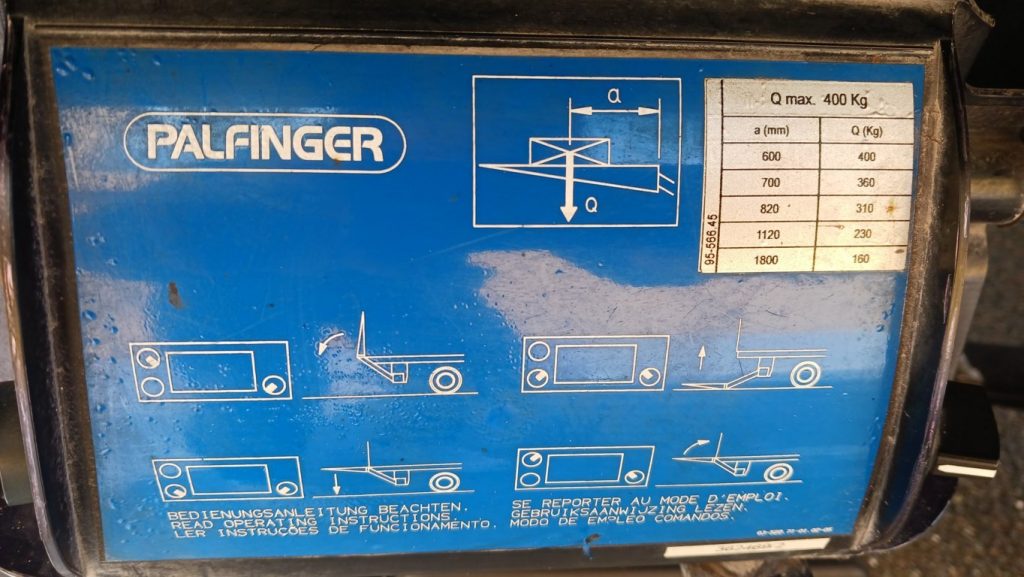 PALFINGER
a
Q
95-566.45
Q max. 400 Kg
a (mm) Q (Kg)
600 400
700 360
820 310
1120 230
1800 160
BEDIENUNGSANLEITUNG BEACHTEN.
READ OPERATING INSTRUCTIONS
LER INSTRUÇÕES DE FUNCIONAMENTO.
SE REPORTER AU MODE D'EMPLOI.
GEBRUIKSAANWIJZING LEZEN.
MODO DE EMPLEO COMANDOS.